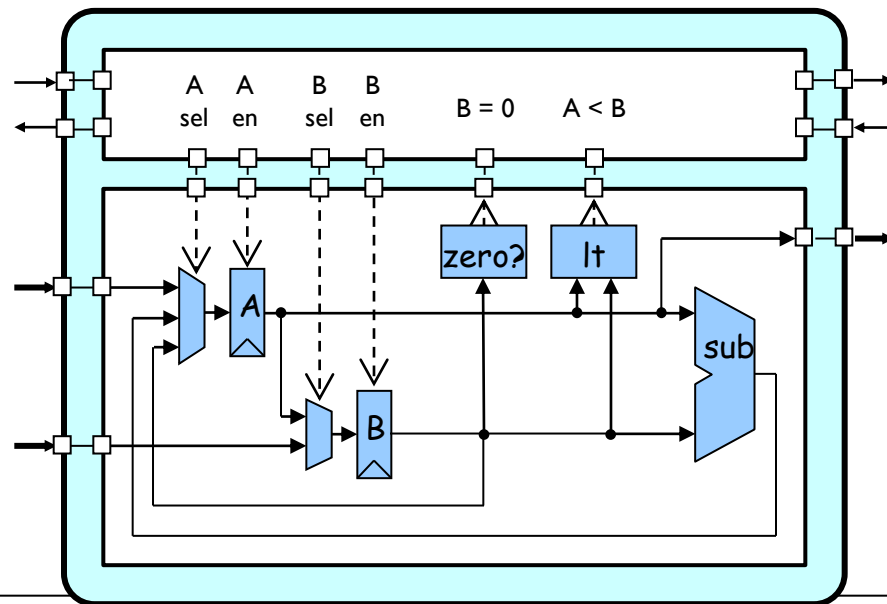 A sel
A en
B sel
B en
B = 0
A < B
zero?
lt
A
sub
B